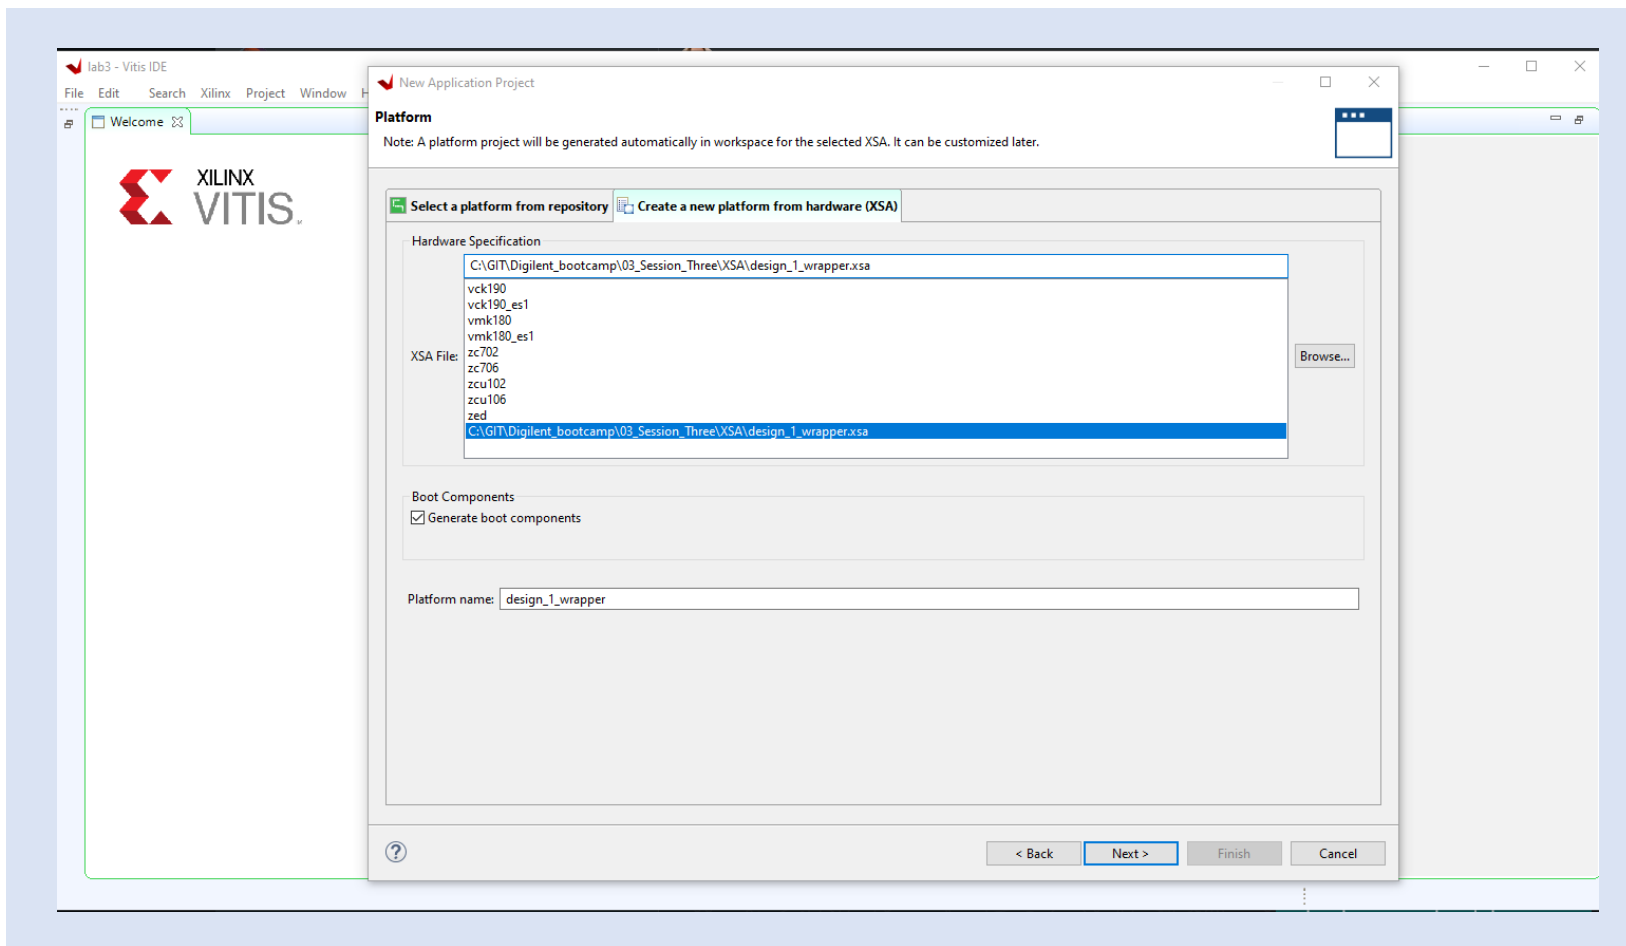 lab3 - Vitis IDE
File Edit Search Xilinx Project Window H
Welcome
XILINX
VITIS
New Application Project
Platform
Note: A platform project will be generated automatically in workspace for the selected XSA. It can be customized later.
Select a platform from repository Create a new platform from hardware (XSA)
Hardware Specification
C:\GIT\Digilent_bootcamp\03_Session_Three\XSA\design_1_wrapper.xsa
vck190
vck190_es1
vmk180
vmk180_es1
XSA File: zc702 Browse...
zc706
zcu102
zcu106
zed
C:\GIT\Digilent_bootcamp\03_Session_Three\XSA\design_1_wrapper.xsa
Boot Components
Generate boot components
Platform name: design_1_wrapper
? < Back Next > Finish Cancel